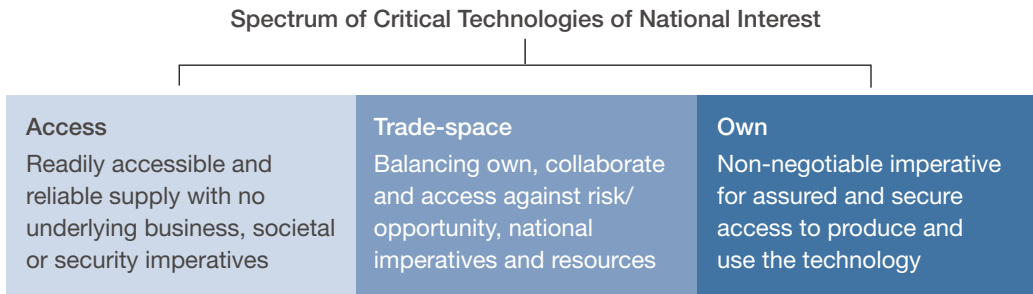 Spectrum of Critical Technologies of National Interest
Access
Readily accessible and
reliable supply with no
underlying business, societal
or security imperatives
Trade-space
Balancing own, collaborate
and access against risk/
opportunity, national
imperatives and resources
Own
Non-negotiable imperative
for assured and secure
access to produce and
use the technology